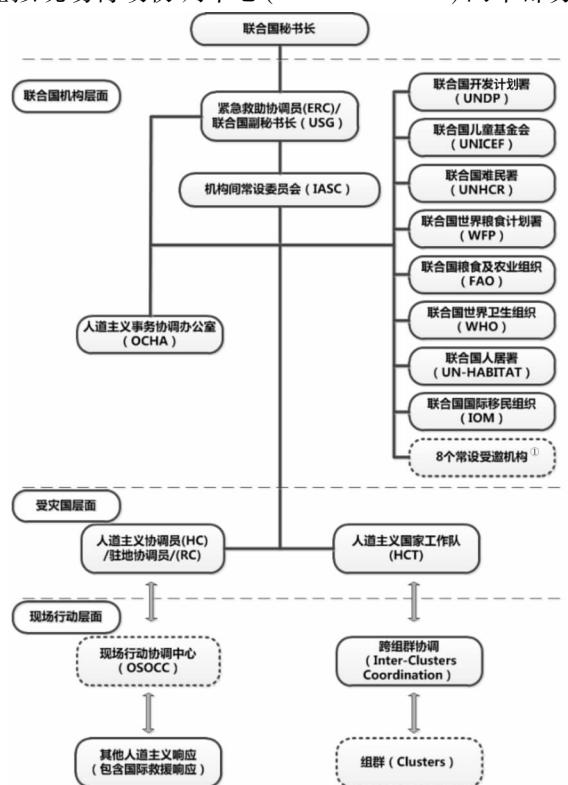 联合国秘书长
联合国机构层面
紧急救助协调员(ERC)/
联合国副秘书长（USG）
机构间常设委员会（IASC）
人道主义事务协调办公室
（OCHA）
联合国开发计划署
（UNDP）
联合国儿童基金会
（UNICEF）
联合国难民署
（UNHCR）
联合国世界粮食计划署
（WFP）
联合国粮食及农业组织
（FAO）
联合国世界卫生组织
（WHO）
联合国人居署
（UN-HABITAT）
联合国国际移民组织
（IOM）
8个常设受邀机构①
受灾国层面
人道主义协调员(HC)
/驻地协调员/(RC)
人道主义国家工作队
(HCT)
现场行动层面
现场行动协调中心
（OSOCC）
跨组群协调
（Inter-Clusters
Coordination）
其他人道主义响应
（包含国际救援响应）
组群（Clusters）